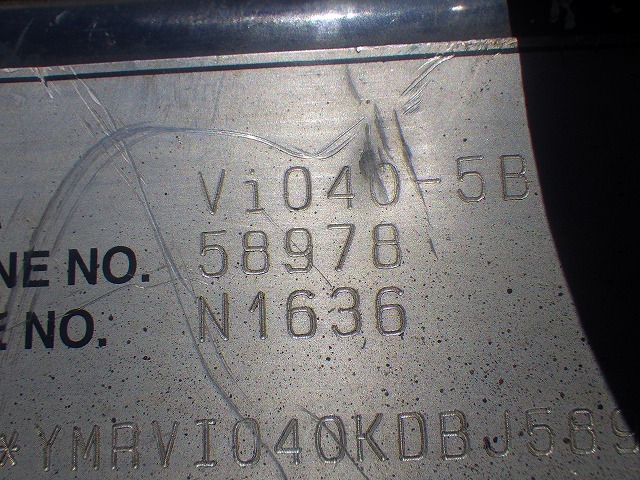 Vi040-5B
NE NO. 58978
E NO. N1636
*YMRVI040KDBJ589